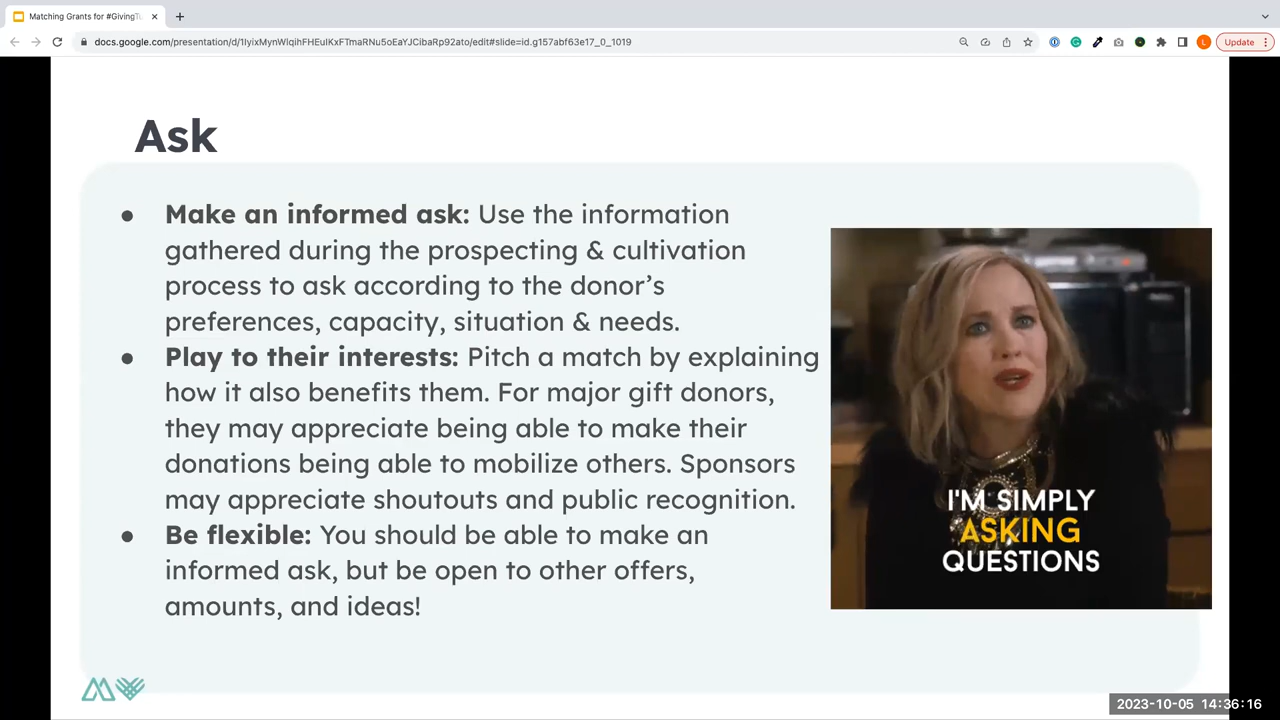 Matching Grants for #GivingTu
docs.google.com/presentation/d/1IyixMynWlqihFHEuIKxFTmaRNu5oEaYJCibaRp92ato/edit#slide=id.gd57abf63e17_0_1019
L
Update
Ask
● Make an informed ask: Use the information
gathered during the prospecting & cultivation
process to ask according to the donor’s
preferences, capacity, situation & needs.
● Play to their interests: Pitch a match by explaining
how it also benefits them. For major gift donors,
they may appreciate being able to make their
donations being able to mobilize others. Sponsors
may appreciate shoutouts and public recognition.
● Be flexible: You should be able to make an
informed ask, but be open to other offers,
amounts, and ideas!
I'M SIMPLY
ASKING
QUESTIONS
2023-10-05 14:36:16